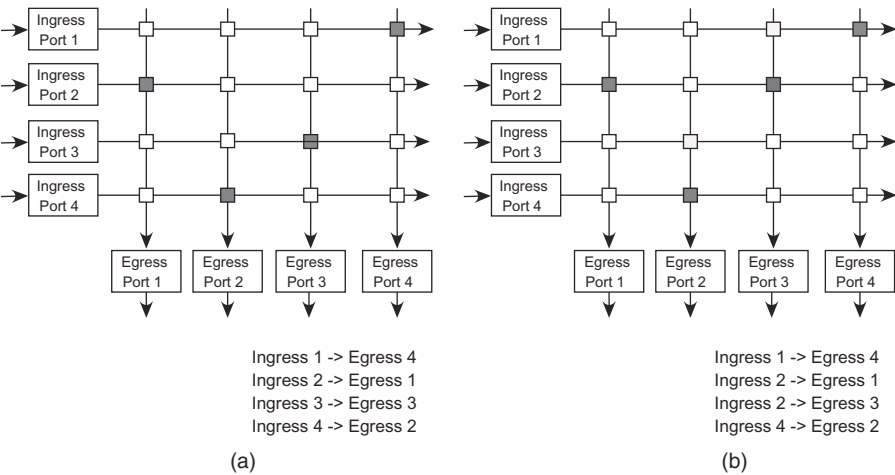 Ingress
Port 1
Ingress
Port 2
Ingress
Port 3
Ingress
Port 4
Egress
Port 1
Egress
Port 2
Egress
Port 3
Egress
Port 4
Ingress 1 -> Egress 4
Ingress 2 -> Egress 1
Ingress 3 -> Egress 3
Ingress 4 -> Egress 2
(a)
Ingress
Port 1
Ingress
Port 2
Ingress
Port 3
Ingress
Port 4
Egress
Port 1
Egress
Port 2
Egress
Port 3
Egress
Port 4
Ingress 1 -> Egress 4
Ingress 2 -> Egress 1
Ingress 2 -> Egress 3
Ingress 4 -> Egress 2
(b)